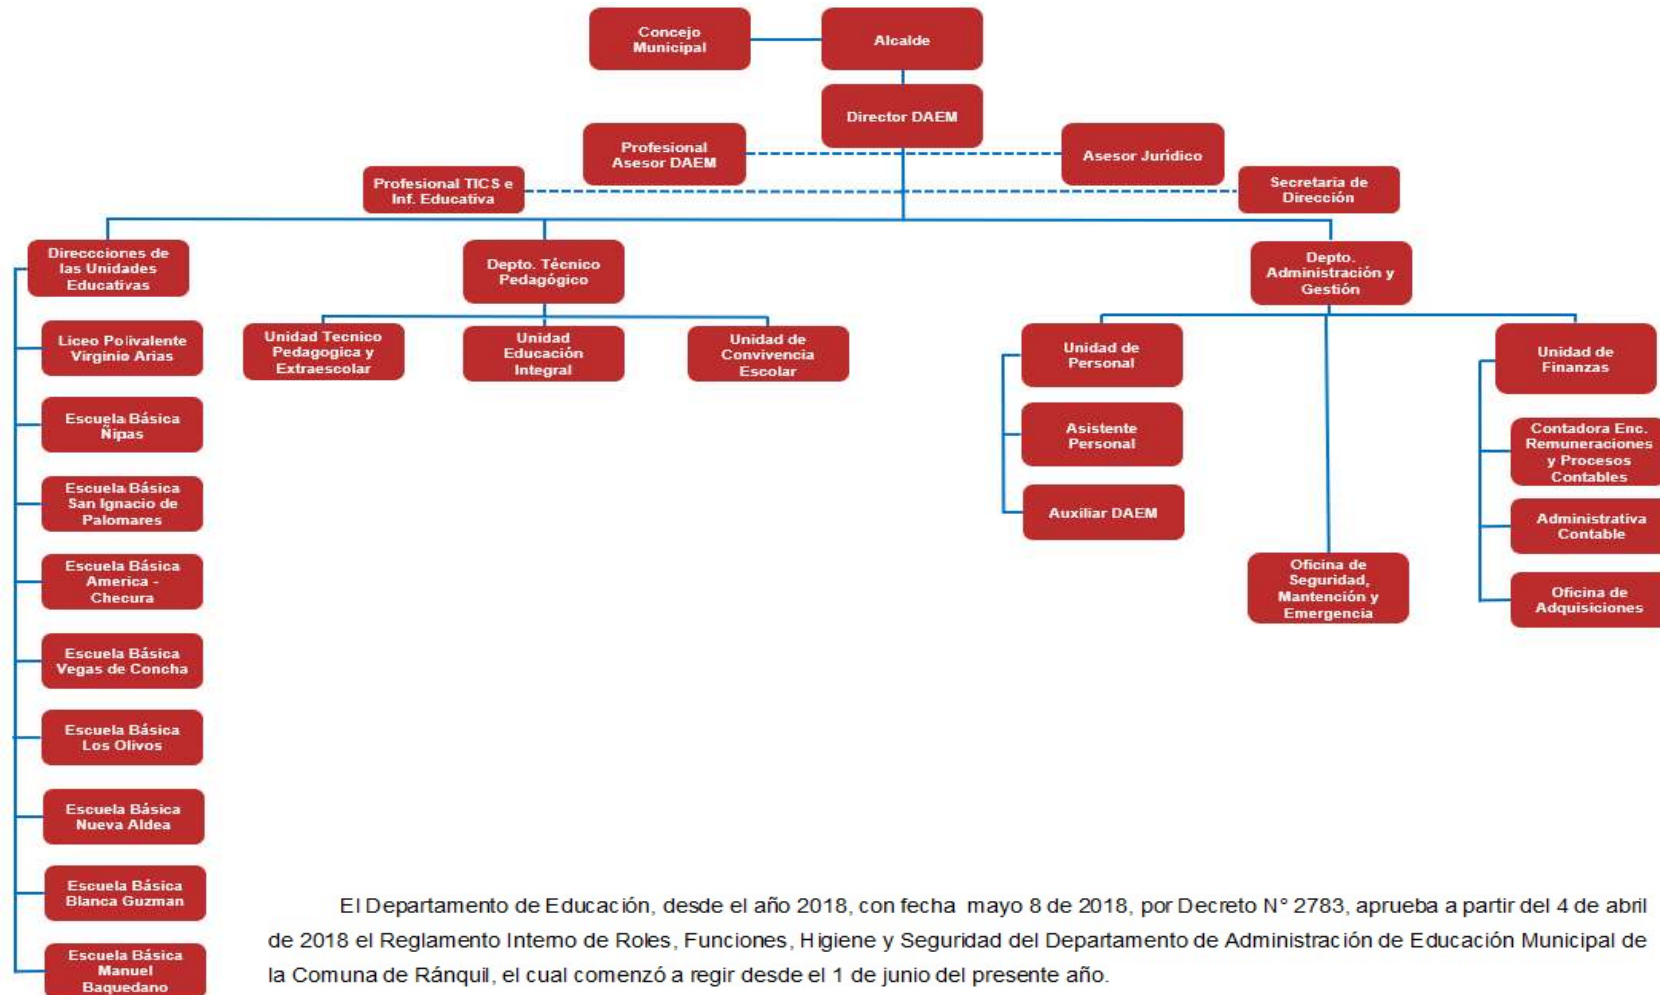 Concejo
Municipal
Alcalde
Director DAEM
Profesional
Asesor DAEM
Asesor Jurídico
Profesional TICS e
Inf. Educativa
Secretaria de
Dirección
Direccciones de
las Unidades
Educativas
Depto. Técnico
Pedagógico
Depto.
Administración y
Gestión
Liceo Polivalente
Virginio Arias
Escuela Básica
Ñipas
Escuela Básica
San Ignacio de
Palomares
Escuela Básica
America -
Checura
Escuela Básica
Vegas de Concha
Escuela Básica
Los Olivos
Escuela Básica
Nueva Aldea
Escuela Básica
Blanca Guzman
Escuela Básica
Manuel
Baquedano
Unidad Tecnico
Pedagogica y
Extraescolar
Unidad
Educación
Integral
Unidad de
Convivencia
Escolar
Unidad de
Personal
Asistente
Personal
Auxiliar DAEM
Oficina de
Seguridad,
Mantención y
Emergencia
Unidad de
Finanzas
Contadora Enc.
Remuneraciones
y Procesos
Contables
Administrativa
Contable
Oficina de
Adquisiciones
El Departamento de Educación, desde el año 2018, con fecha mayo 8 de 2018, por Decreto N° 2783, aprueba a partir del 4 de abril
de 2018 el Reglamento Interno de Roles, Funciones, Higiene y Seguridad del Departamento de Administración de Educación Municipal de
la Comuna de Ránquil, el cual comenzó a regir desde el 1 de junio del presente año.